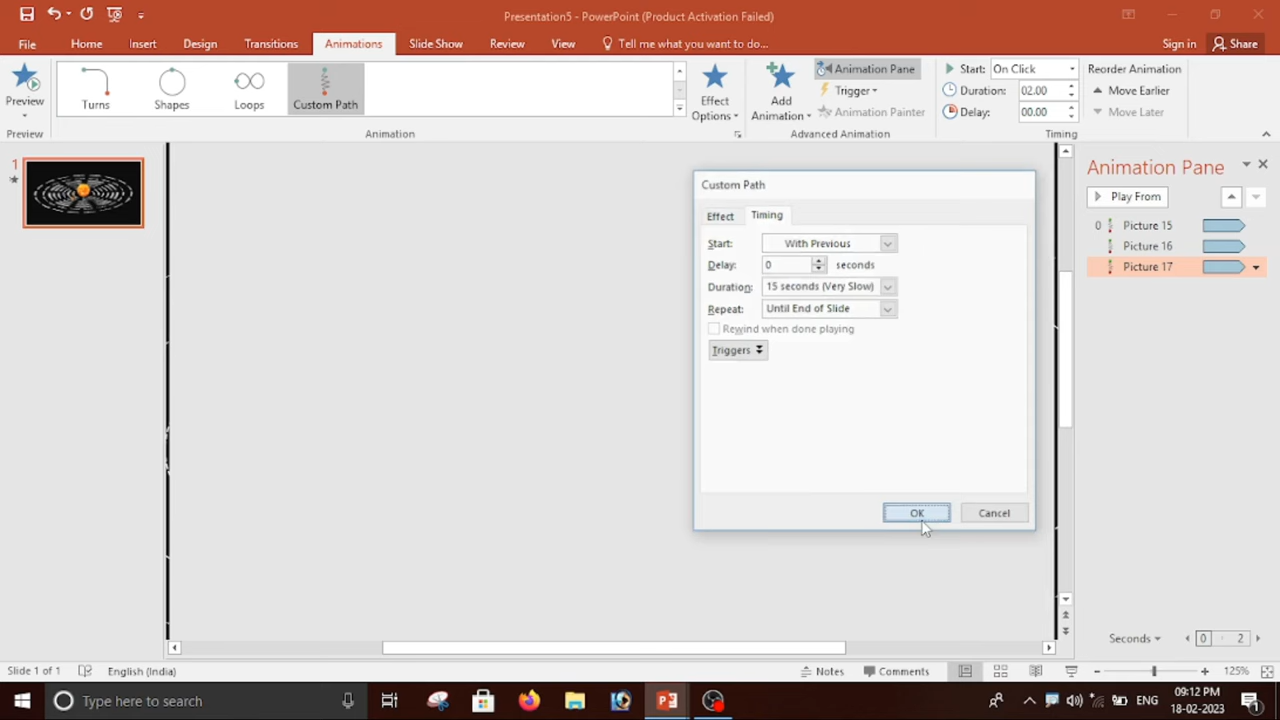 Presentation5 - PowerPoint (Product Activation Failed)
File Home Insert Design Transitions Animations Slide Show Review View Tell me what you want to do... Sign in Share
Preview
Turns Shapes Loops Custom Path
Effect Options
Add Animation
Animation Pane
Trigger
Animation Painter
Start: On Click
Duration: 02.00
Delay: 00.00
Reorder Animation
Move Earlier
Move Later
Preview Animation Advanced Animation Timing
1
Custom Path
Effect Timing
Start: With Previous
Delay: 0 seconds
Duration: 15 seconds (Very Slow)
Repeat: Until End of Slide
Rewind when done playing
Triggers
OK Cancel
Animation Pane
Play From
0 Picture 15
Picture 16
Picture 17
Seconds 0 2
Slide 1 of 1 English (India) Notes Comments 125%
Type here to search ENG 09:12 PM
18-02-2023